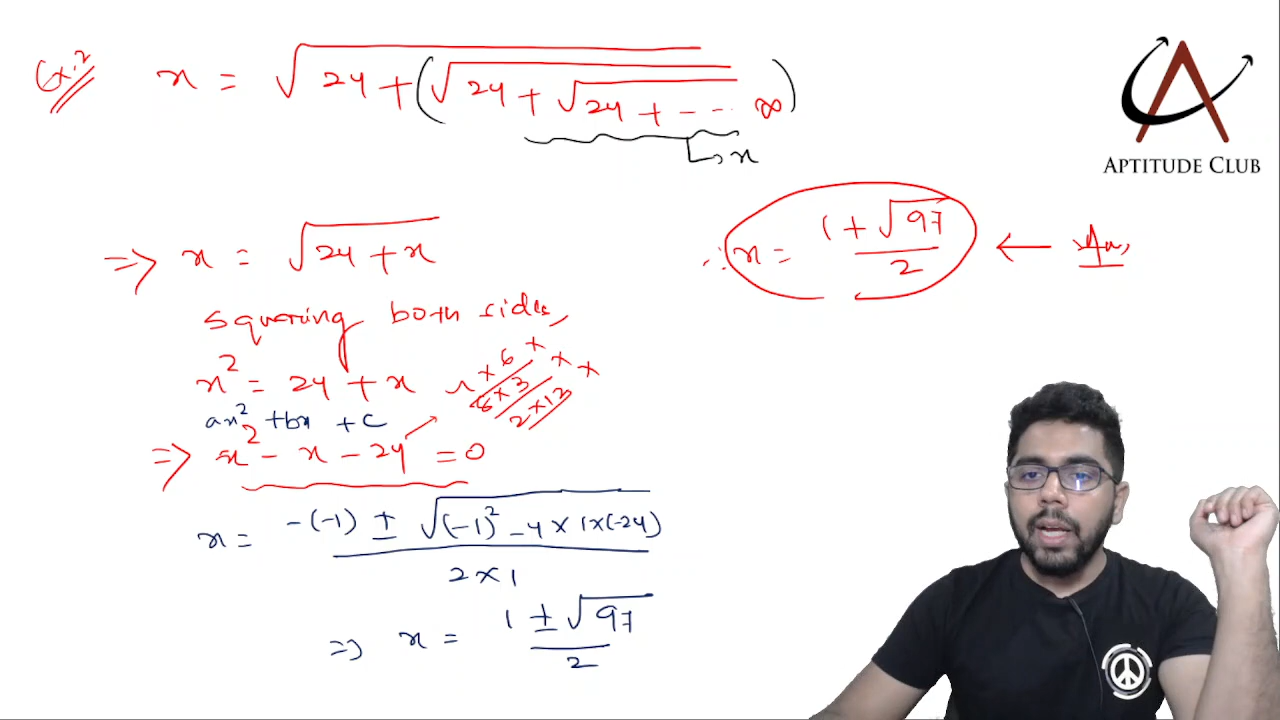 Ex:2 x = √(24 + (√(24 + √(24 + - - - ∞)
↳ x
APTITUDE CLUB
⇒ x = √(24 + x)
squaring both sides,
x² = 24 + x
6 × 3
2 × 12
ax² + bx + c
⇒ x² - x - 24 = 0
x = (-(-1) ± √((-1)² - 4 × 1 × (-24))) / (2 × 1)
⇒ x = (1 ± √97) / 2
∴ x = (1 + √97) / 2 ← Ans